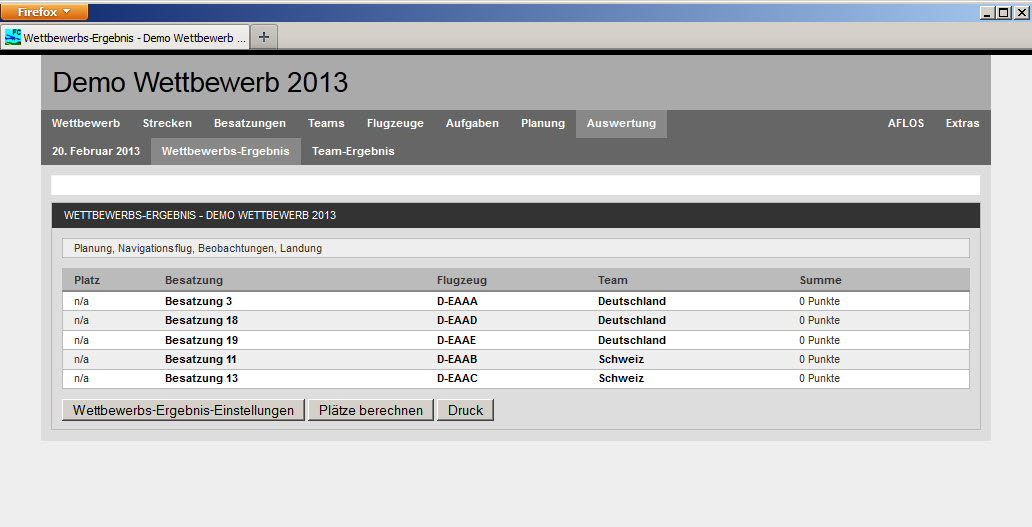 Firefox
Wettbewerbs-Ergebnis - Demo Wettbewerb ...
Demo Wettbewerb 2013
Wettbewerb Strecken Besatzungen Teams Flugzeuge Aufgaben Planung Auswertung AFLOS Extras
20. Februar 2013 Wettbewerbs-Ergebnis Team-Ergebnis
WETTBEWERBS-ERGEBNIS - DEMO WETTBEWERB 2013
Planung, Navigationsflug, Beobachtungen, Landung
Platz Besatzung Flugzeug Team Summe
n/a Besatzung 3 D-EAAA Deutschland 0 Punkte
n/a Besatzung 18 D-EAAD Deutschland 0 Punkte
n/a Besatzung 19 D-EAAE Deutschland 0 Punkte
n/a Besatzung 11 D-EAAB Schweiz 0 Punkte
n/a Besatzung 13 D-EAAC Schweiz 0 Punkte
Wettbewerbs-Ergebnis-Einstellungen Plätze berechnen Druck